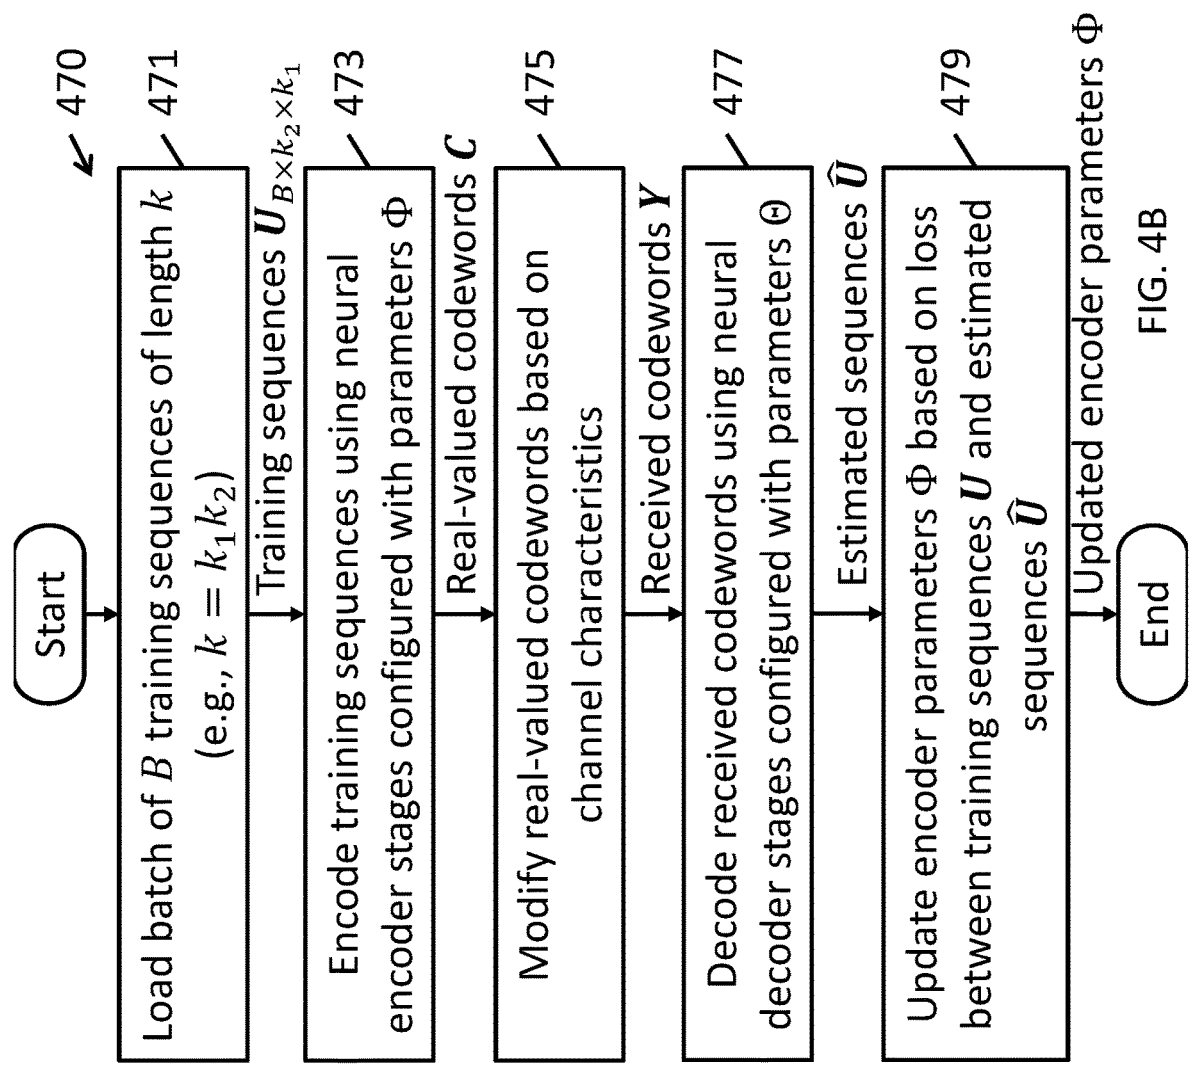 470
Start
471
Load batch of B training sequences of length k
(e.g., k = k₁k₂)
Training sequences U_{B×k₂×k₁}
473
Encode training sequences using neural
encoder stages configured with parameters Φ
Real-valued codewords C
475
Modify real-valued codewords based on
channel characteristics
Received codewords Y
477
Decode received codewords using neural
decoder stages configured with parameters Θ
Estimated sequences Û
479
Update encoder parameters Φ based on loss
between training sequences U and estimated
sequences Û
Updated encoder parameters Φ
End
FIG. 4B